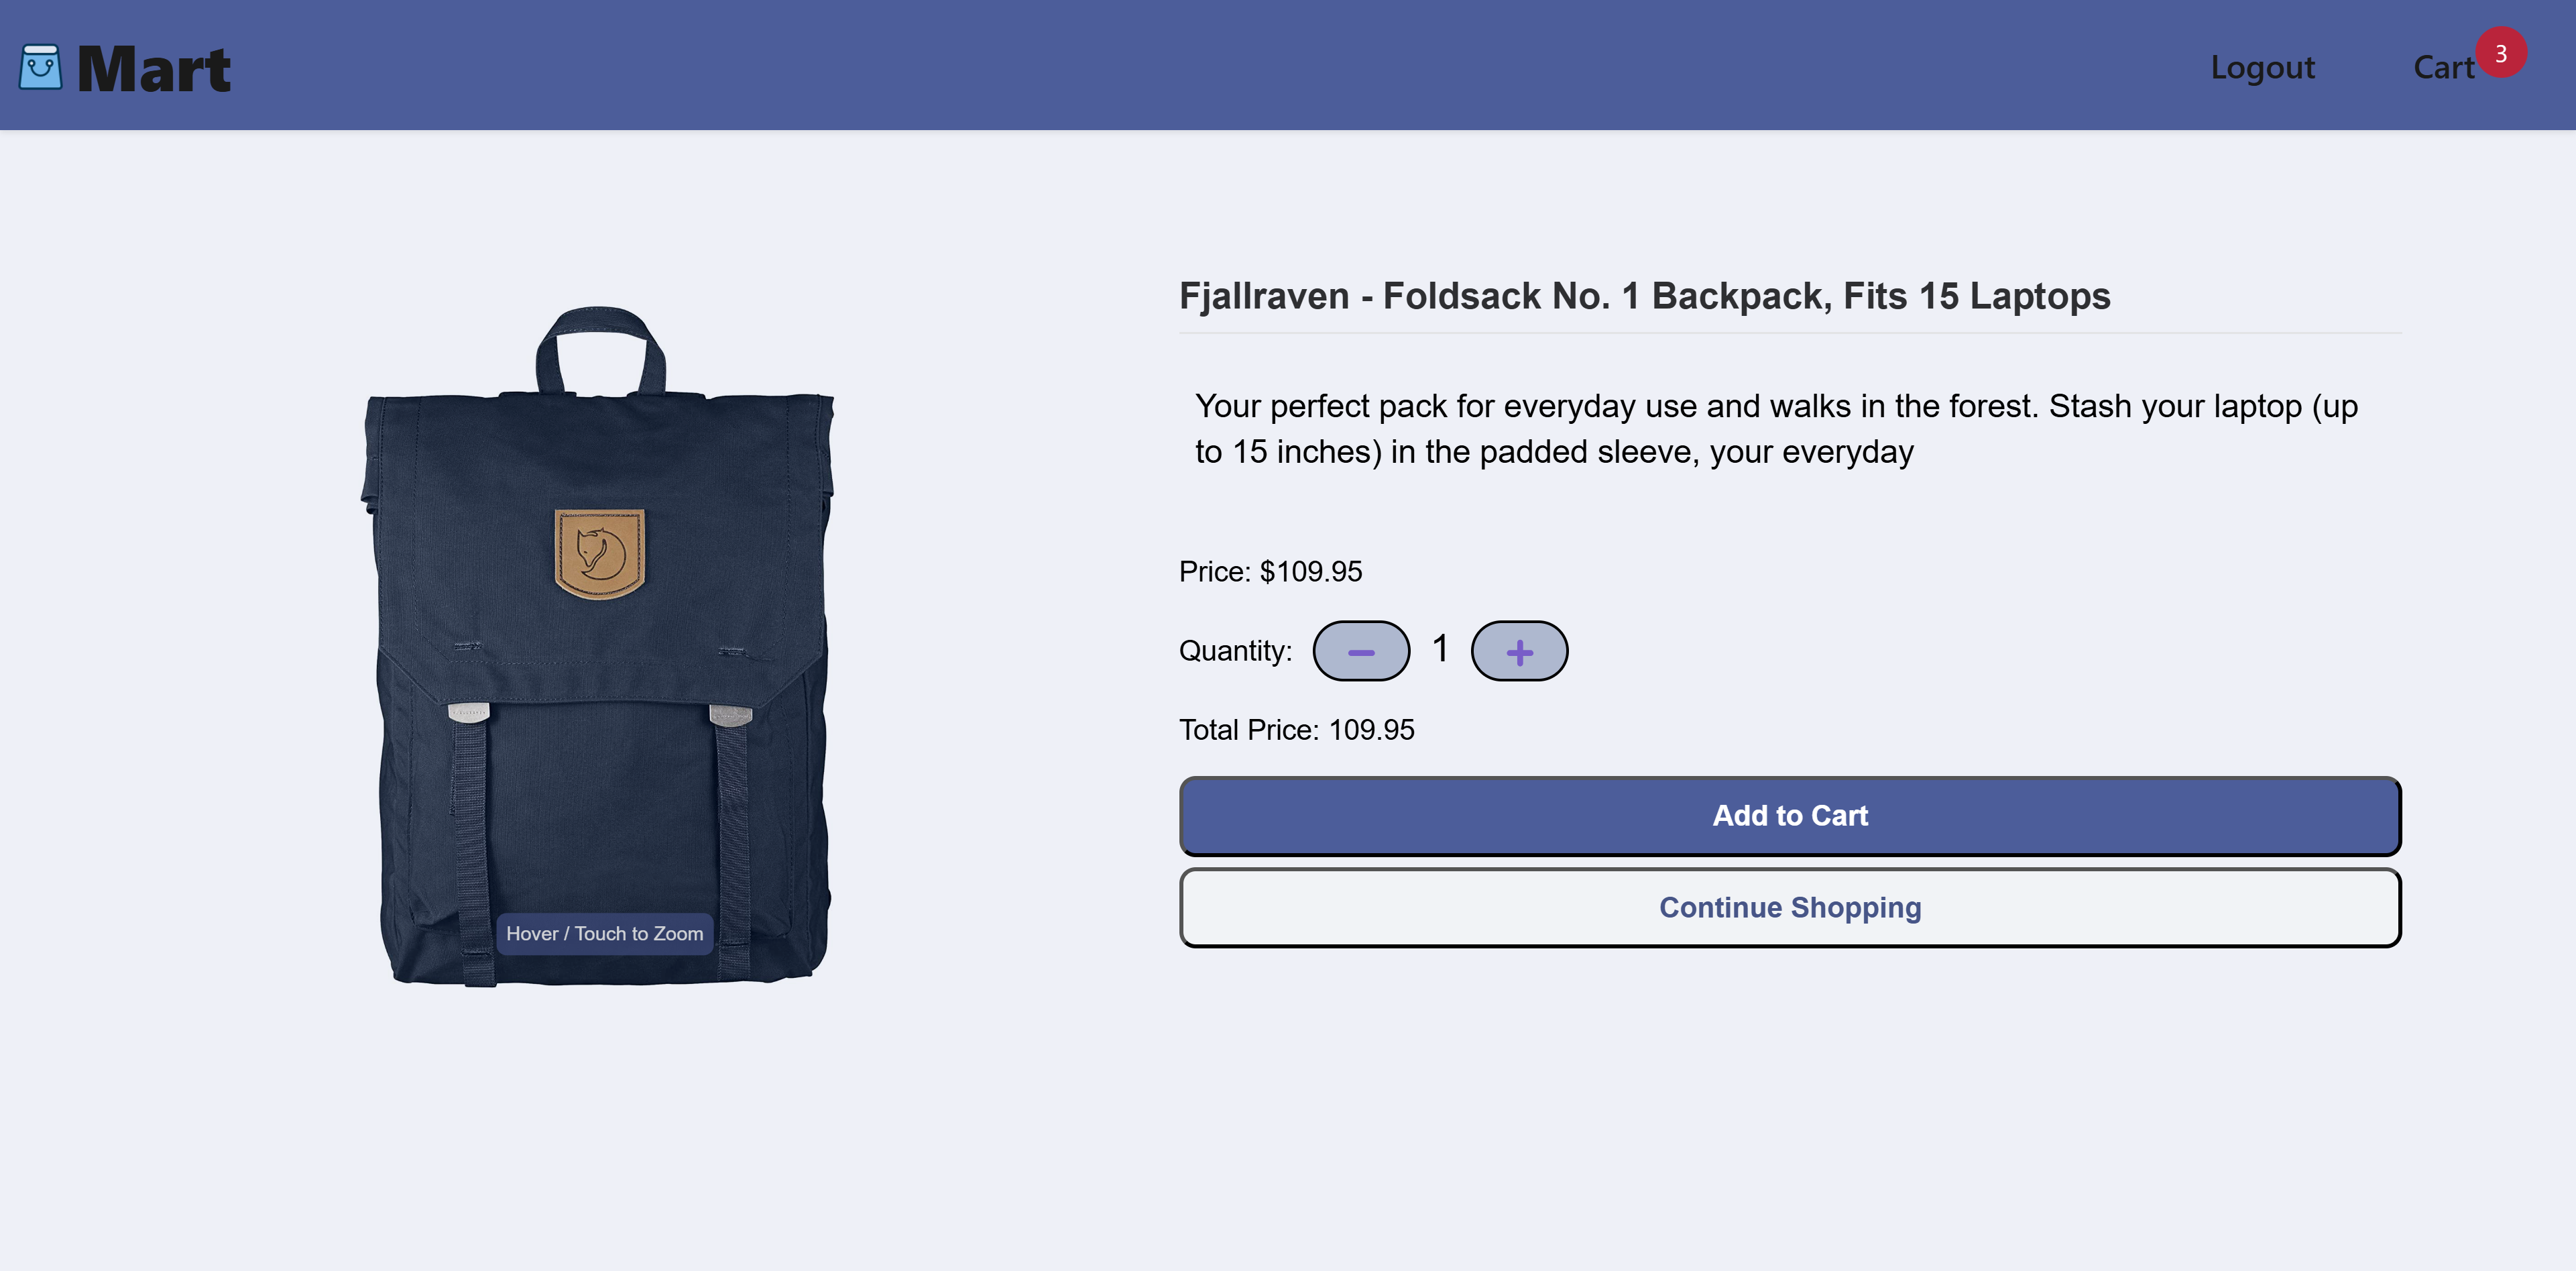 Mart
Logout
Cart
3
Fjallraven - Foldsack No. 1 Backpack, Fits 15 Laptops
Your perfect pack for everyday use and walks in the forest. Stash your laptop (up
to 15 inches) in the padded sleeve, your everyday
Price: $109.95
Quantity: − 1 +
Total Price: 109.95
Add to Cart
Continue Shopping
Hover / Touch to Zoom